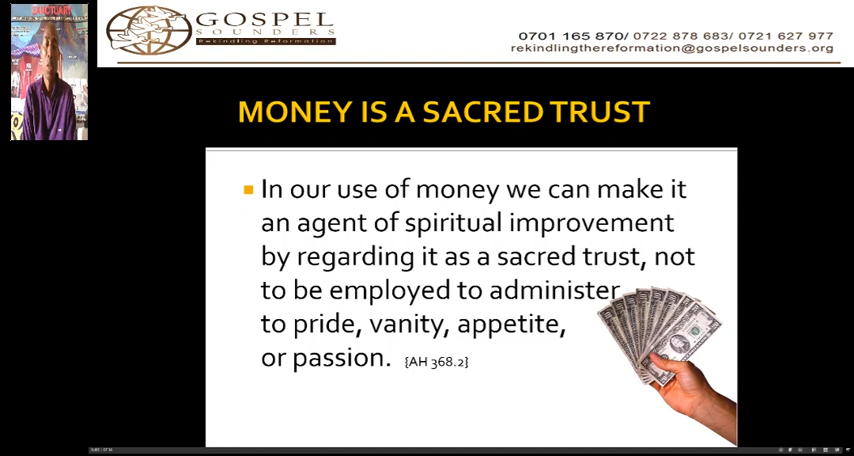 SANCTUARY
GOSPEL
SOUNDERS
Rekindling Reformation
0701 165 870/ 0722 878 683/ 0721 627 977
rekindlingthereformation@gospelsounders.org
MONEY IS A SACRED TRUST
In our use of money we can make it
an agent of spiritual improvement
by regarding it as a sacred trust, not
to be employed to administer
to pride, vanity, appetite,
or passion. {AH 368.2}